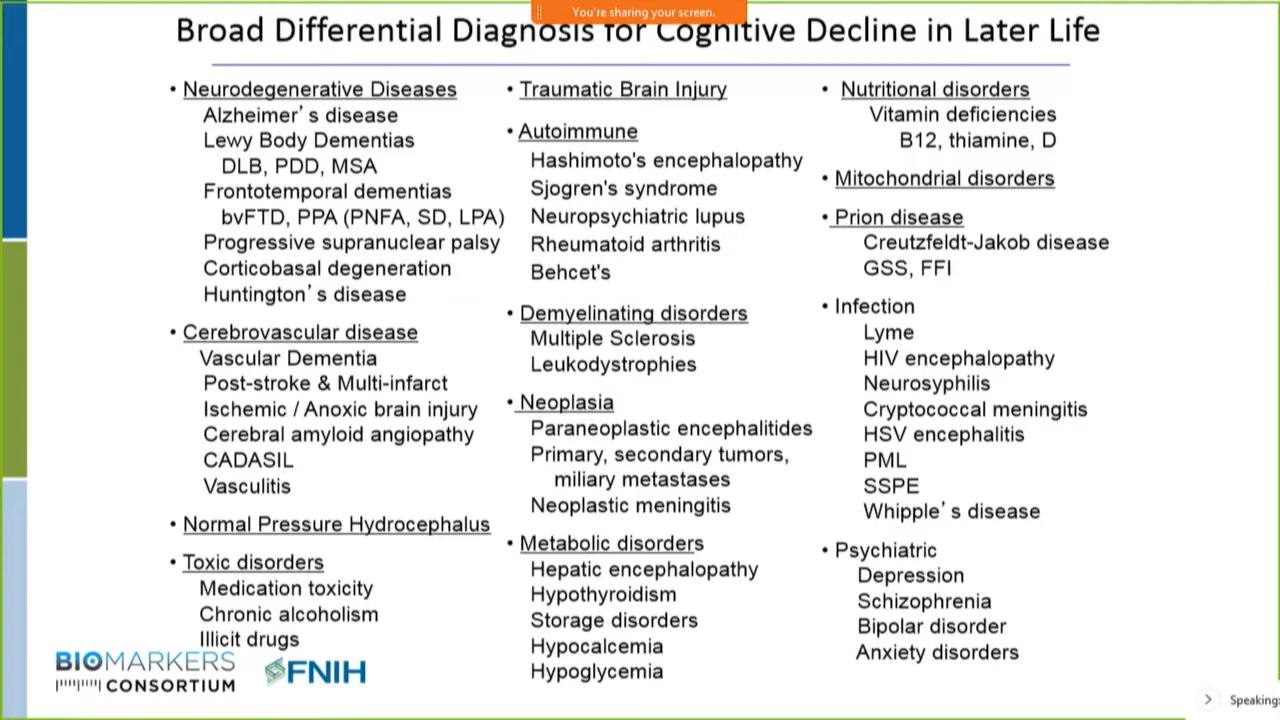 You're sharing your screen.
Broad Differential Diagnosis for Cognitive Decline in Later Life
• Neurodegenerative Diseases
Alzheimer's disease
Lewy Body Dementias
DLB, PDD, MSA
Frontotemporal dementias
bvFTD, PPA (PNFA, SD, LPA)
Progressive supranuclear palsy
Corticobasal degeneration
Huntington's disease
• Cerebrovascular disease
Vascular Dementia
Post-stroke & Multi-infarct
Ischemic / Anoxic brain injury
Cerebral amyloid angiopathy
CADASIL
Vasculitis
• Normal Pressure Hydrocephalus
• Toxic disorders
Medication toxicity
Chronic alcoholism
Illicit drugs
• Traumatic Brain Injury
• Autoimmune
Hashimoto's encephalopathy
Sjogren's syndrome
Neuropsychiatric lupus
Rheumatoid arthritis
Behcet's
• Demyelinating disorders
Multiple Sclerosis
Leukodystrophies
• Neoplasia
Paraneoplastic encephalitides
Primary, secondary tumors,
miliary metastases
Neoplastic meningitis
• Metabolic disorders
Hepatic encephalopathy
Hypothyroidism
Storage disorders
Hypocalcemia
Hypoglycemia
• Nutritional disorders
Vitamin deficiencies
B12, thiamine, D
• Mitochondrial disorders
• Prion disease
Creutzfeldt-Jakob disease
GSS, FFI
• Infection
Lyme
HIV encephalopathy
Neurosyphilis
Cryptococcal meningitis
HSV encephalitis
PML
SSPE
Whipple's disease
• Psychiatric
Depression
Schizophrenia
Bipolar disorder
Anxiety disorders
BIOMARKERS
CONSORTIUM
FNIH
Speaking: